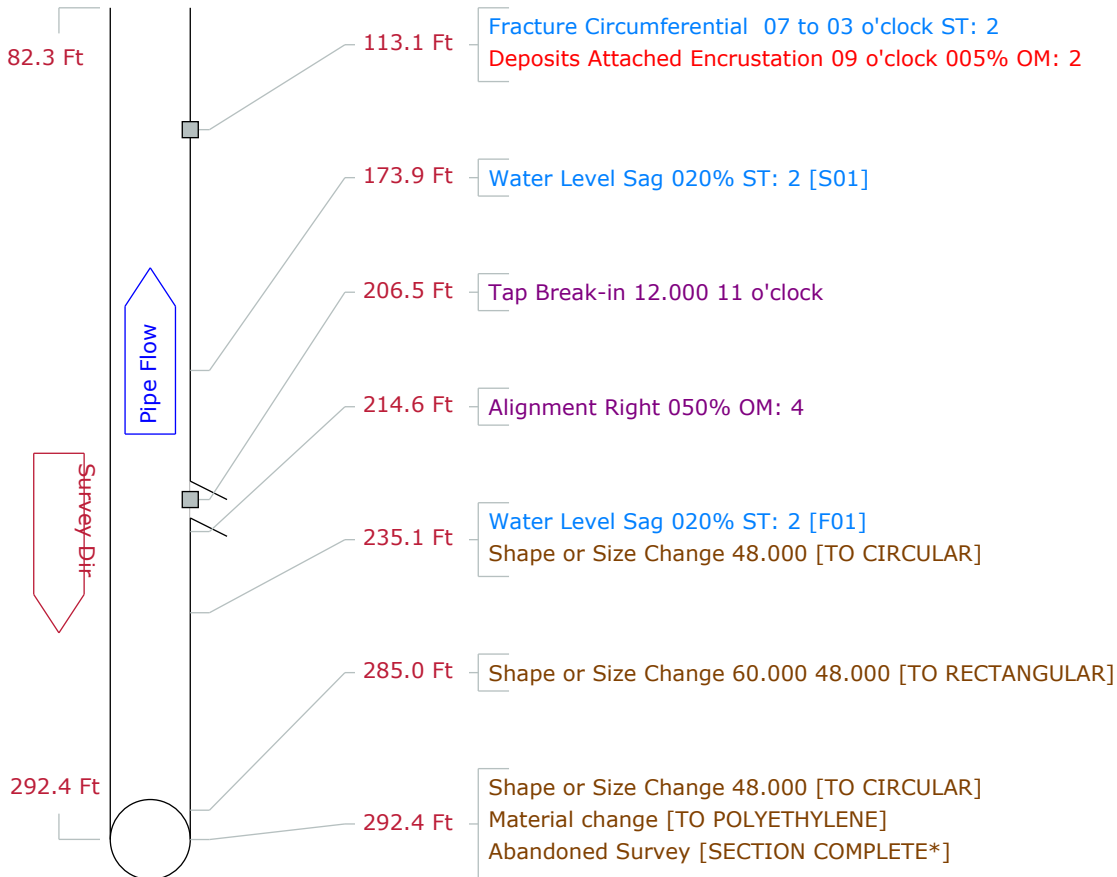 82.3 Ft
113.1 Ft
Fracture Circumferential  07 to 03 o'clock ST: 2
Deposits Attached Encrustation 09 o'clock 005% OM: 2
173.9 Ft
Water Level Sag 020% ST: 2 [S01]
206.5 Ft
Tap Break-in 12.000 11 o'clock
Pipe Flow
214.6 Ft
Alignment Right 050% OM: 4
Survey Dir
235.1 Ft
Water Level Sag 020% ST: 2 [F01]
Shape or Size Change 48.000 [TO CIRCULAR]
285.0 Ft
Shape or Size Change 60.000 48.000 [TO RECTANGULAR]
292.4 Ft
292.4 Ft
Shape or Size Change 48.000 [TO CIRCULAR]
Material change [TO POLYETHYLENE]
Abandoned Survey [SECTION COMPLETE*]